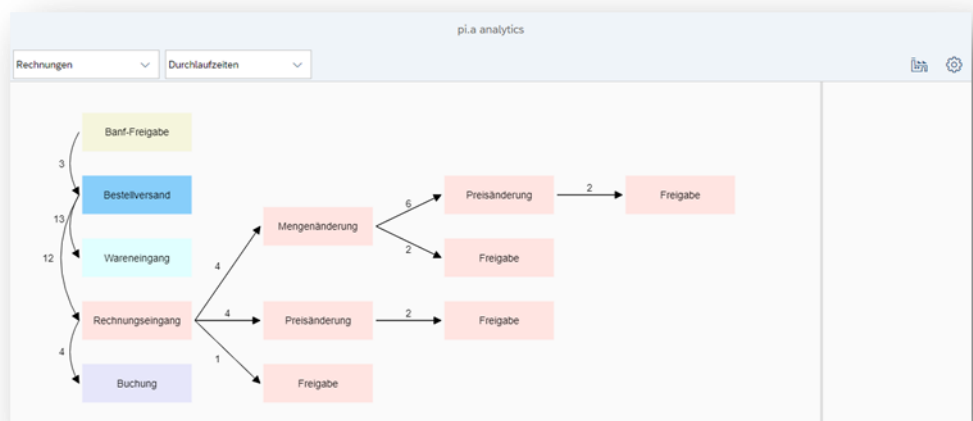 pi.a analytics
Rechnungen
Durchlaufzeiten
Banf-Freigabe
3
Bestellversand
Preisänderung
2
Freigabe
13
6
Mengenänderung
12
Wareneingang
4
2
Freigabe
Rechnungseingang
4
Preisänderung
2
Freigabe
4
1
Buchung
Freigabe